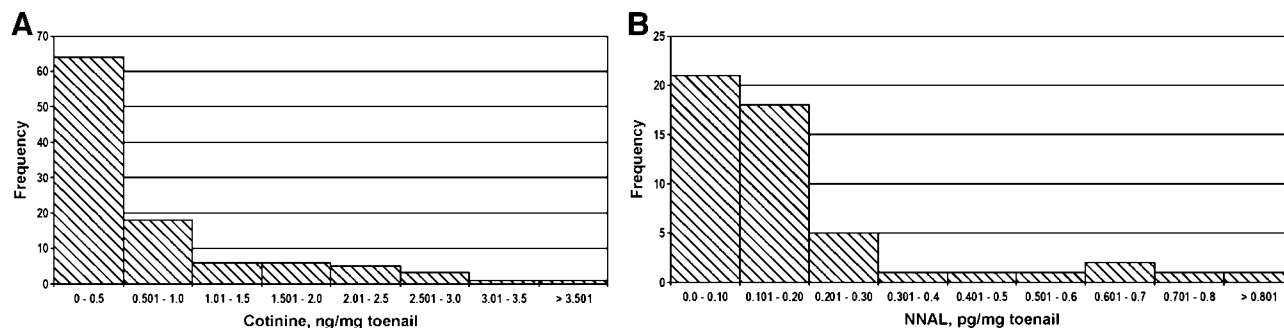 A
Frequency
70
60
50
40
30
20
10
0
0 - 0.5 0.501 - 1.0 1.01 - 1.5 1.501 - 2.0 2.01 - 2.5 2.501 - 3.0 3.01 - 3.5 > 3.501
Cotinine, ng/mg toenail
B
Frequency
25
20
15
10
5
0
0.0 - 0.10 0.101 - 0.20 0.201 - 0.30 0.301 - 0.4 0.401 - 0.5 0.501 - 0.6 0.601 - 0.7 0.701 - 0.8 > 0.801
NNAL, pg/mg toenail